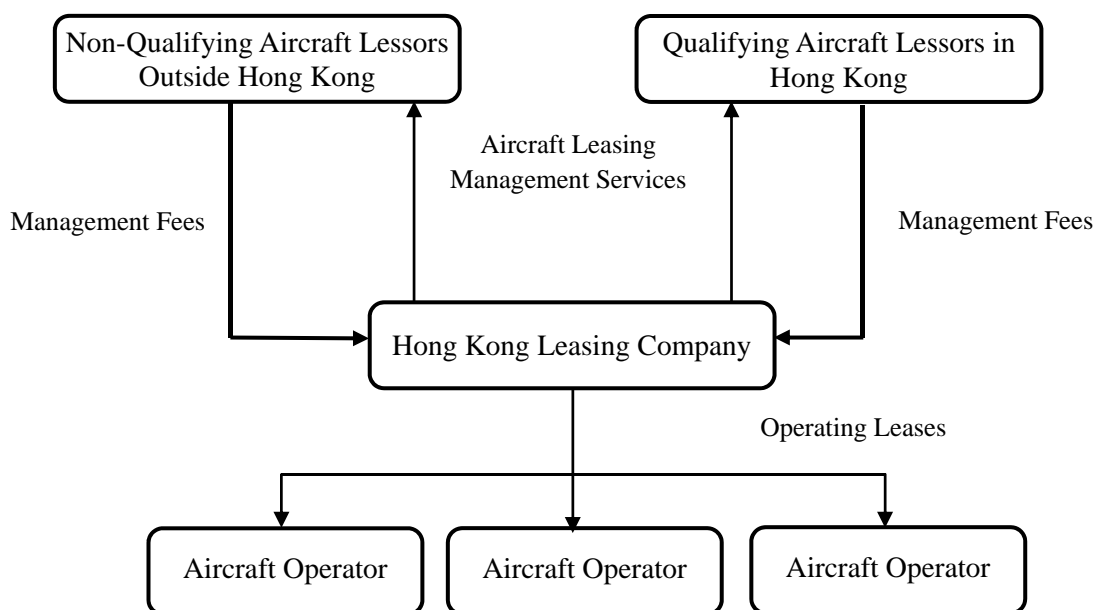 Non-Qualifying Aircraft Lessors
Outside Hong Kong
Qualifying Aircraft Lessors in
Hong Kong
Aircraft Leasing
Management Services
Management Fees
Management Fees
Hong Kong Leasing Company
Operating Leases
Aircraft Operator
Aircraft Operator
Aircraft Operator